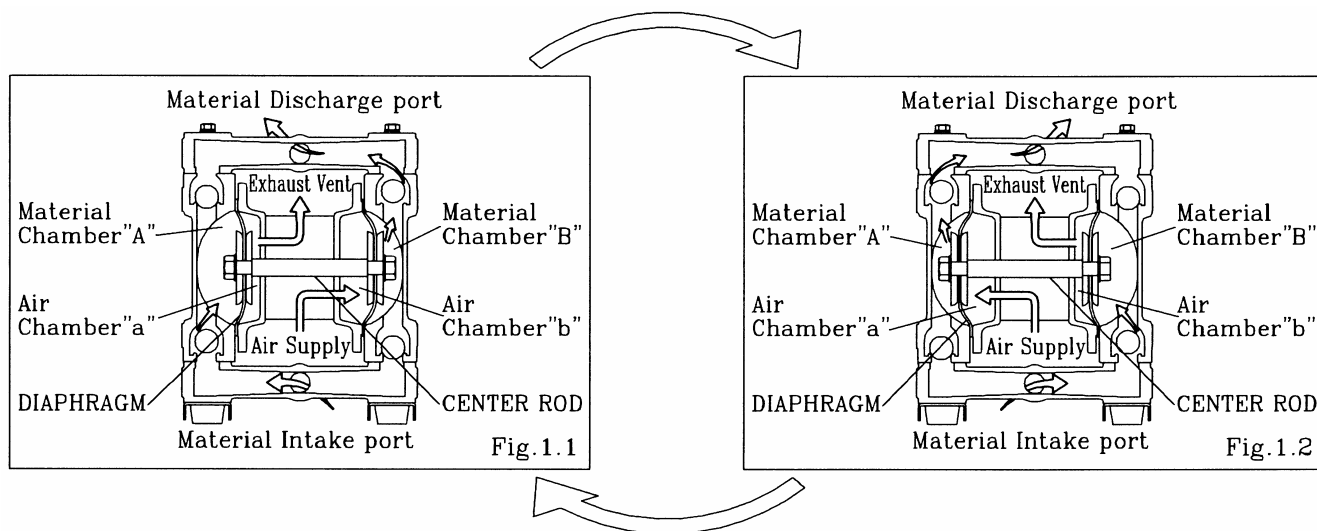 Material Discharge port
Exhaust Vent
Material
Chamber"A"
Material
Chamber"B"
Air
Chamber"a"
Air
Chamber"b"
Air Supply
DIAPHRAGM
CENTER ROD
Material Intake port
Fig.1.1
Material Discharge port
Exhaust Vent
Material
Chamber"A"
Material
Chamber"B"
Air
Chamber"a"
Air
Chamber"b"
Air Supply
DIAPHRAGM
CENTER ROD
Material Intake port
Fig.1.2